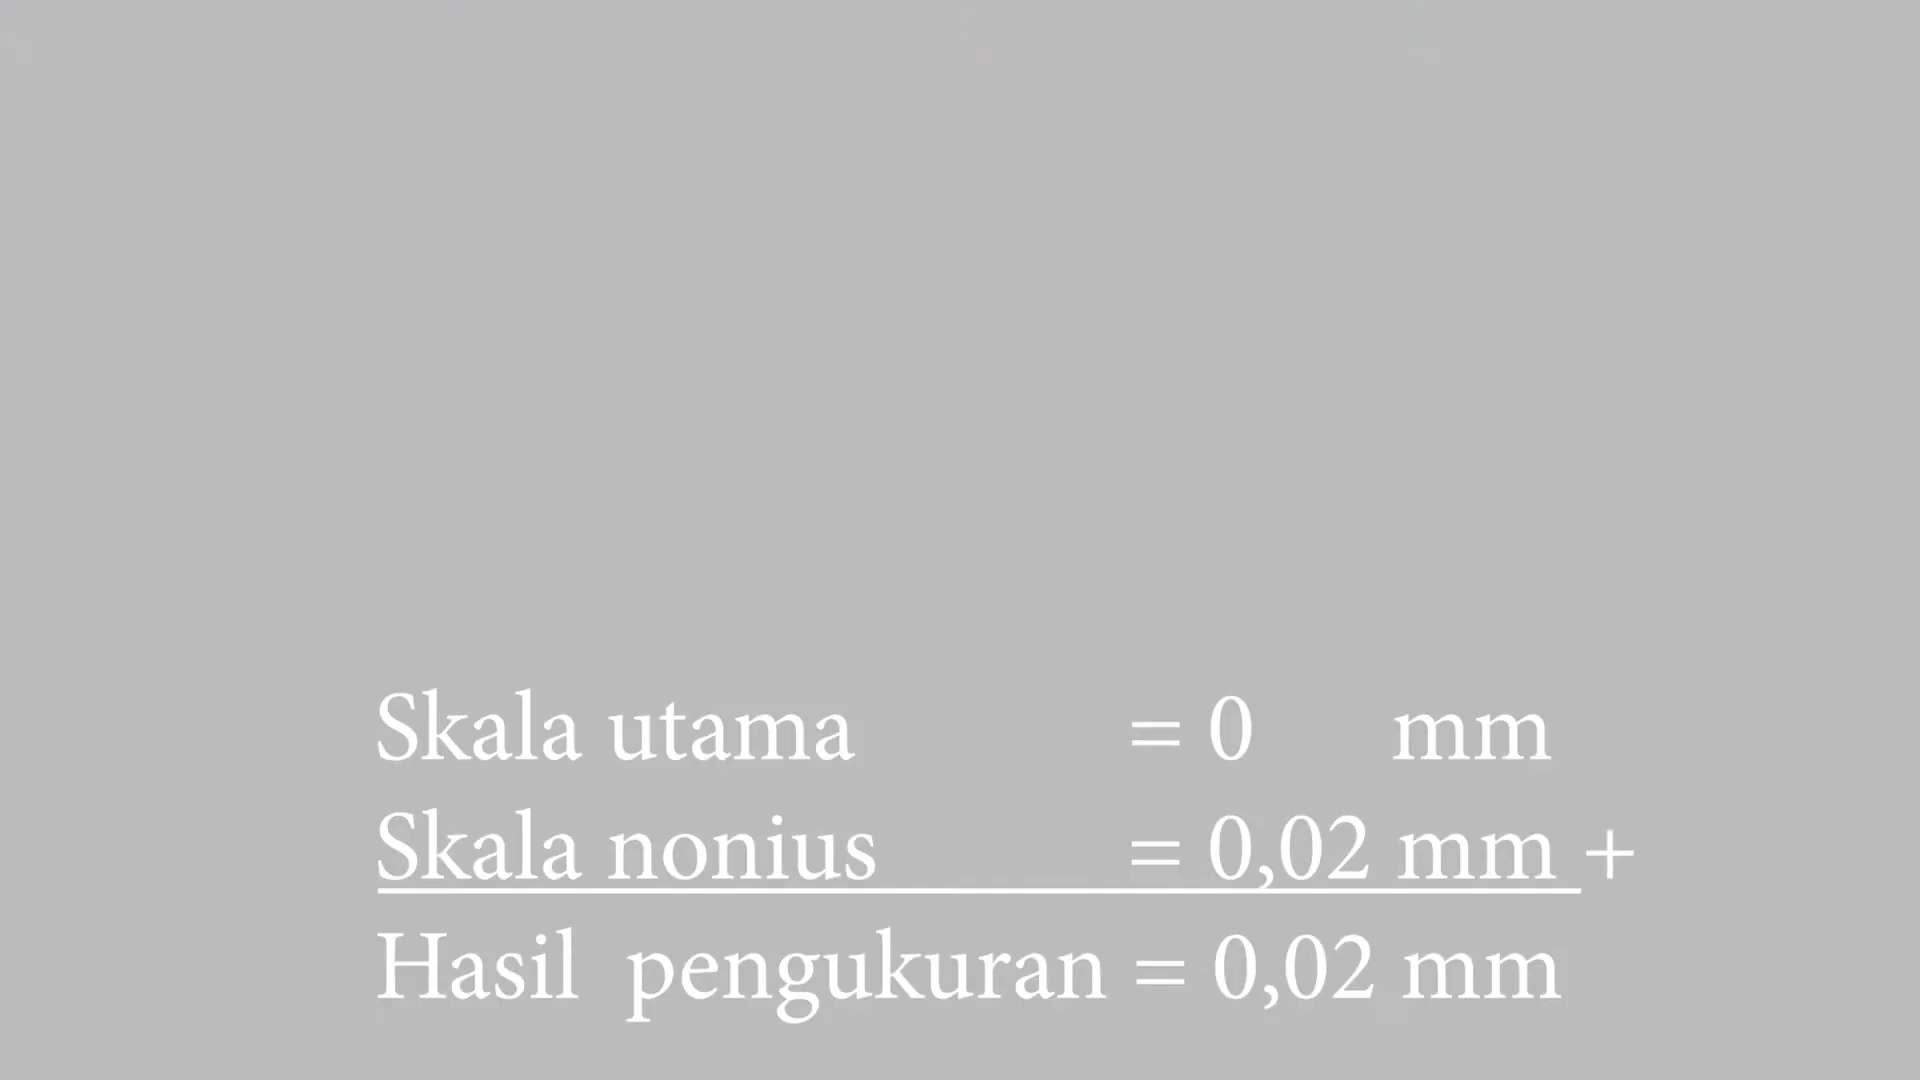 Skala utama = 0 mm
Skala nonius = 0,02 mm +
Hasil pengukuran = 0,02 mm